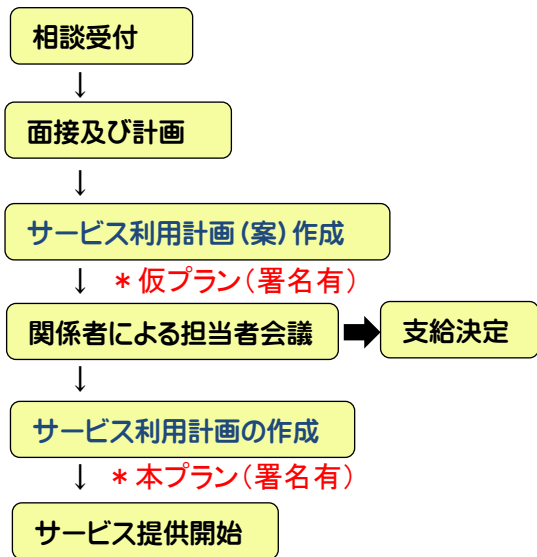 相談受付
↓
面接及び計画
↓
サービス利用計画(案)作成
↓ *仮プラン(署名有)
関係者による担当者会議 ➡ 支給決定
↓
サービス利用計画の作成
↓ *本プラン(署名有)
サービス提供開始